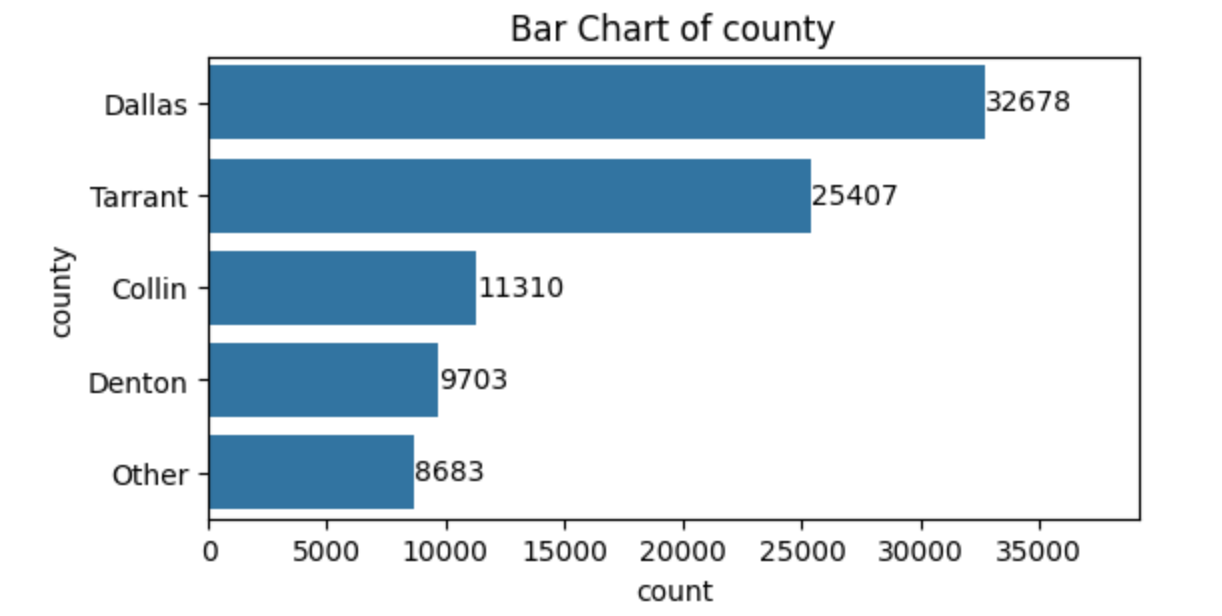 Bar Chart of county
Dallas 32678
Tarrant 25407
Collin 11310
Denton 9703
Other 8683
county
0 5000 10000 15000 20000 25000 30000 35000
count